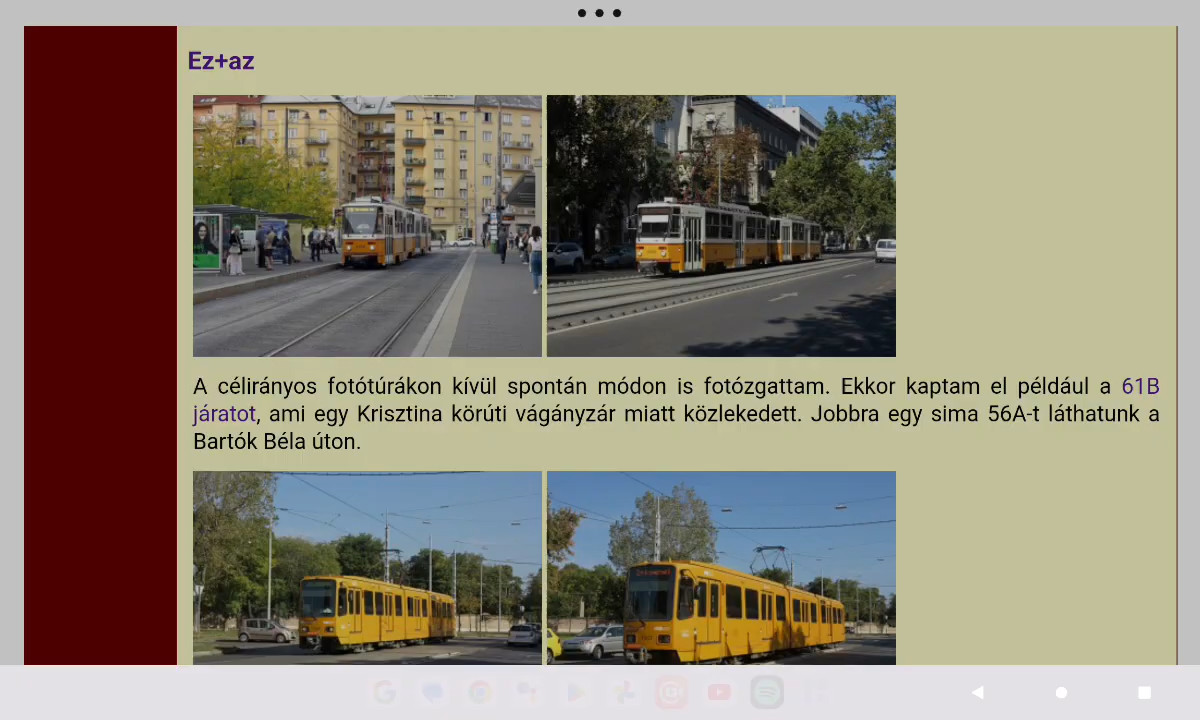 Ez+az
A célirányos fotótúrákon kívül spontán módon is fotózgattam. Ekkor kaptam el például a 61B
járatot, ami egy Krisztina körúti vágányzár miatt közlekedett. Jobbra egy sima 56A-t láthatunk a
Bartók Béla úton.